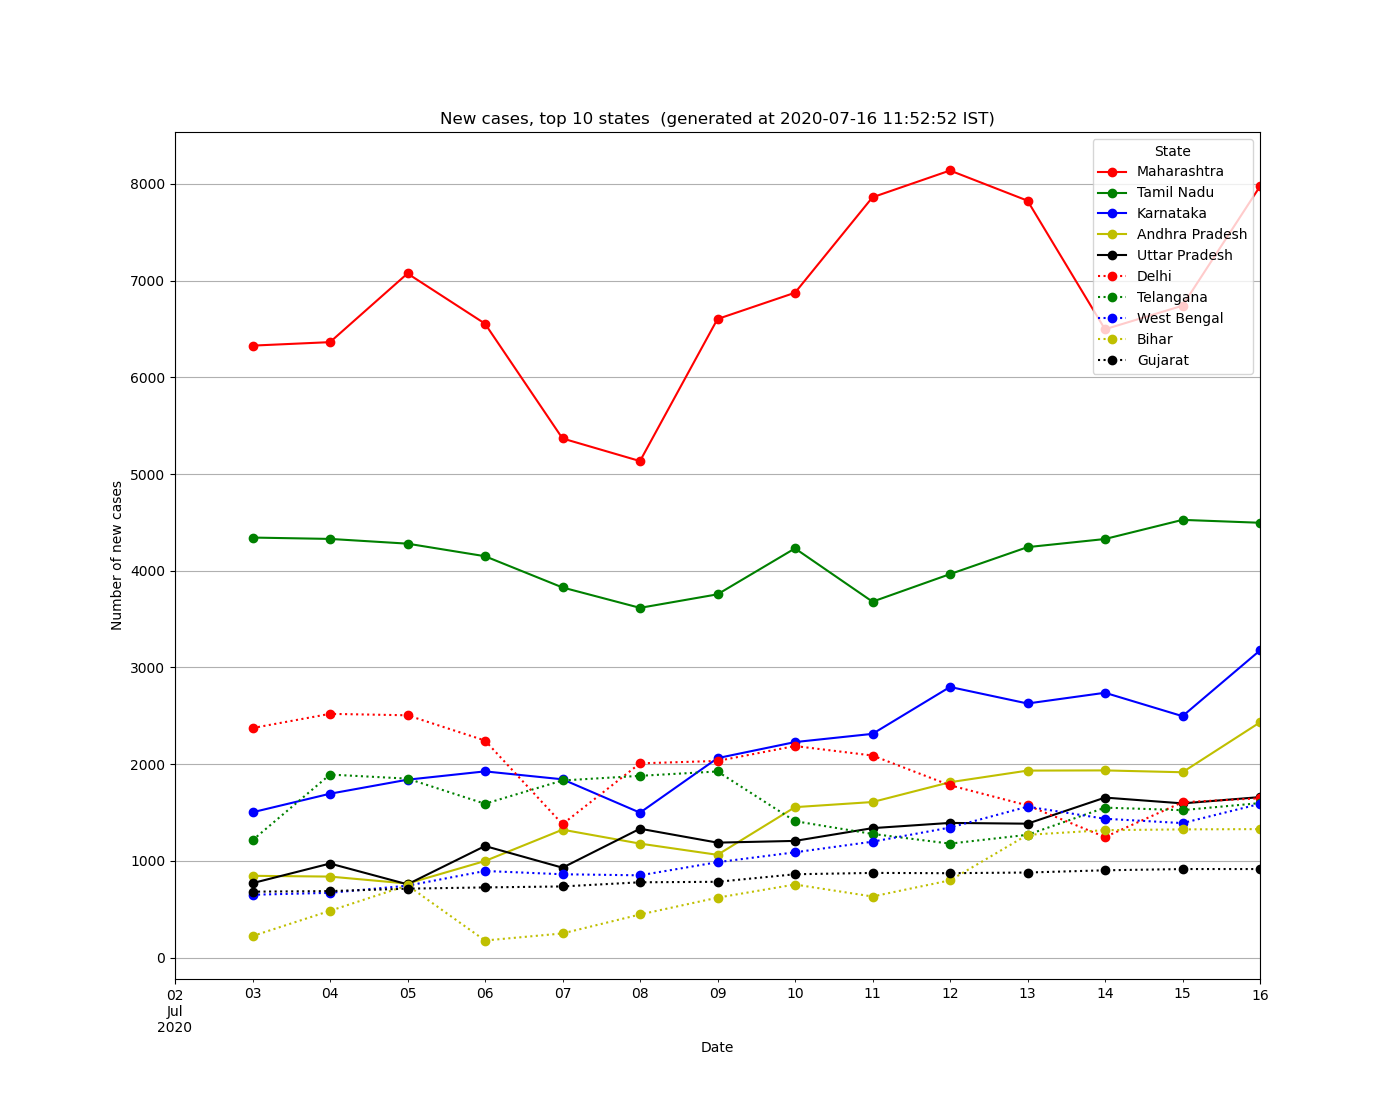 New cases, top 10 states  (generated at 2020-07-16 11:52:52 IST)
State
Maharashtra
Tamil Nadu
Karnataka
Andhra Pradesh
Uttar Pradesh
Delhi
Telangana
West Bengal
Bihar
Gujarat
8000
7000
6000
5000
4000
3000
2000
1000
0
Number of new cases
02 03 04 05 06 07 08 09 10 11 12 13 14 15 16
Jul
2020
Date